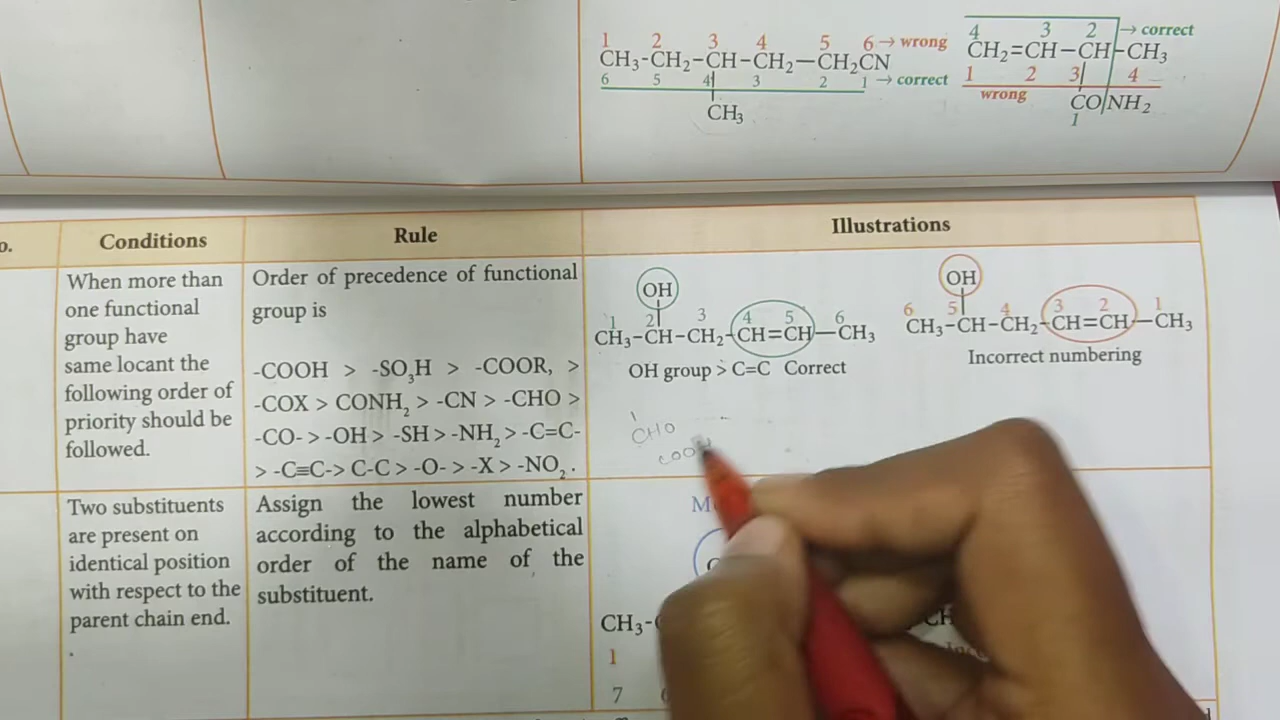 1 2 3 4 5 6 → wrong
CH₃-CH₂-CH-CH₂-CH₂CN
6 5 4 3 2 1 → correct
CH₃
4 3 2 → correct
CH₂=CH-CH-CH₃
1 2 3 4
wrong
CONH₂
1
o. Conditions Rule Illustrations
When more than
one functional
group have
same locant the
following order of
priority should be
followed.
Order of precedence of functional
group is
-COOH > -SO₃H > -COOR, >
-COX > CONH₂ > -CN > -CHO >
-CO- > -OH > -SH > -NH₂ > -C=C-
> -C≡C-> C-C > -O- > -X > -NO₂.
OH
1 2 3 4 5 6
CH₃-CH-CH₂-CH=CH-CH₃
OH group > C=C Correct
OH
6 5 4 3 2 1
CH₃-CH-CH₂-CH=CH-CH₃
Incorrect numbering
1
CHO
COOH
Two substituents
are present on
identical position
with respect to the
parent chain end.
Assign the lowest number
according to the alphabetical
order of the name of the
substituent.
CH₃-
1
7